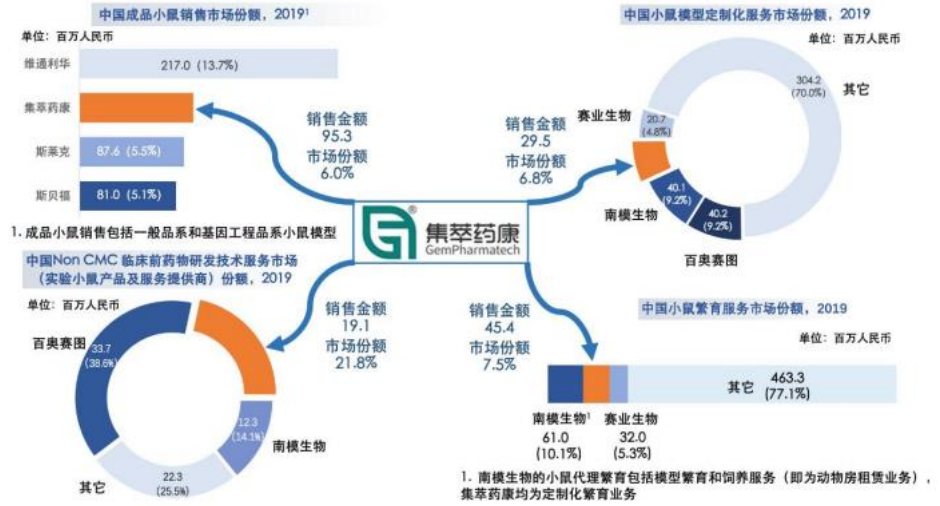 中国成品小鼠销售市场份额，2019¹
单位：百万人民币
维通利华
217.0 (13.7%)
集萃药康
斯莱克
87.6 (5.5%)
斯贝福
81.0 (5.1%)
1. 成品小鼠销售包括一般品系和基因工程品系小鼠模型
销售金额
95.3
市场份额
6.0%
中国小鼠模型定制化服务市场份额，2019
单位：百万人民币
304.2
(70.0%)
其它
赛业生物
20.7
(4.8%)
40.1
(9.2%)
南模生物
40.2
(9.2%)
百奥赛图
销售金额
29.5
市场份额
6.8%
®
集萃药康
GemPharmatech
中国Non CMC 临床前药物研发技术服务市场
（实验小鼠产品及服务提供商）份额，2019
单位：百万人民币
百奥赛图
33.7
(38.6%)
12.3
(14.1%)
南模生物
22.3
(25.5%)
其它
销售金额
19.1
市场份额
21.8%
销售金额
45.4
市场份额
7.5%
中国小鼠繁育服务市场份额，2019
单位：百万人民币
其它
463.3
(77.1%)
南模生物¹
61.0
(10.1%)
赛业生物
32.0
(5.3%)
1. 南模生物的小鼠代理繁育包括模型繁育和饲养服务（即为动物房租赁业务），
集萃药康均为定制化繁育业务